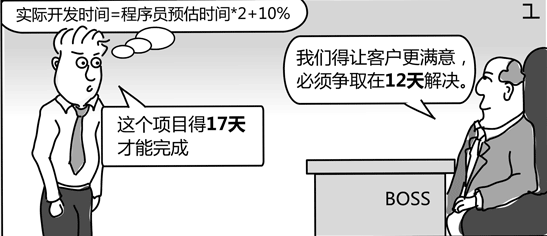 实际开发时间=程序员预估时间*2+10%
1
这个项目得17天
才能完成
我们得让客户更满意，
必须争取在12天解决。
BOSS